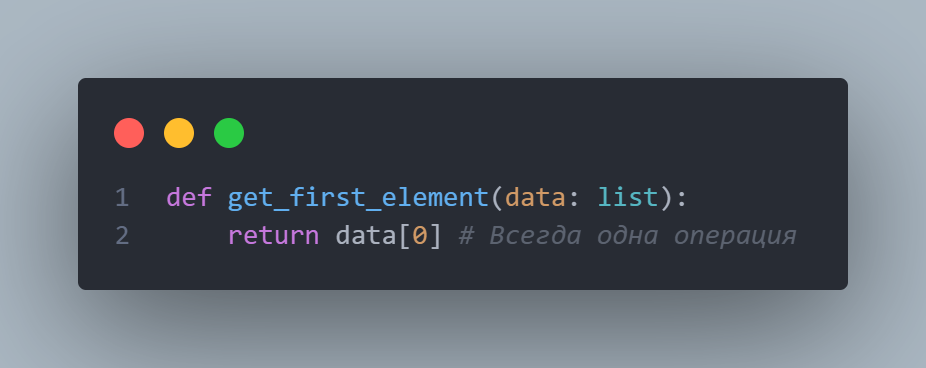 1 def get_first_element(data: list):
2 return data[0] # Всегда одна операция